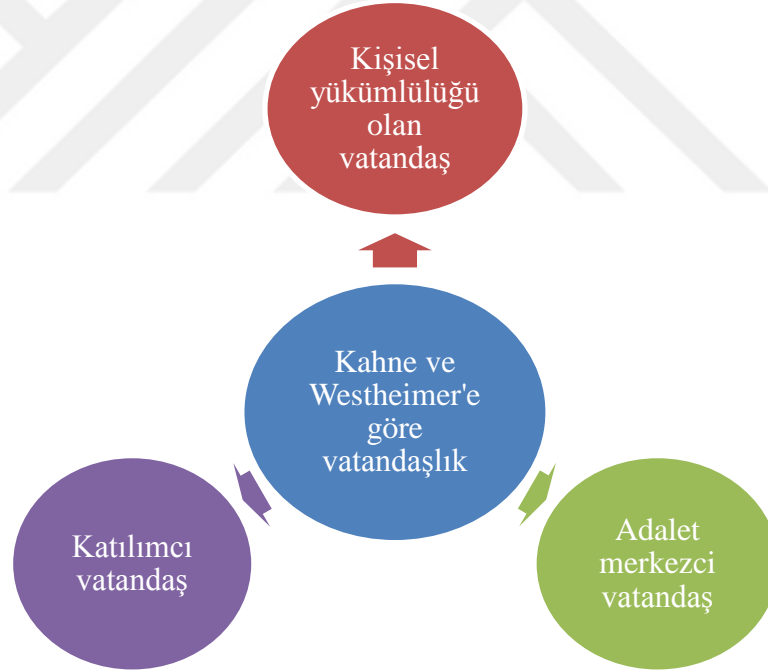 Kişisel
yükümlülüğü
olan
vatandaş
Kahne ve
Westheimer'e
göre
vatandaşlık
Katılımcı
vatandaş
Adalet
merkezci
vatandaş